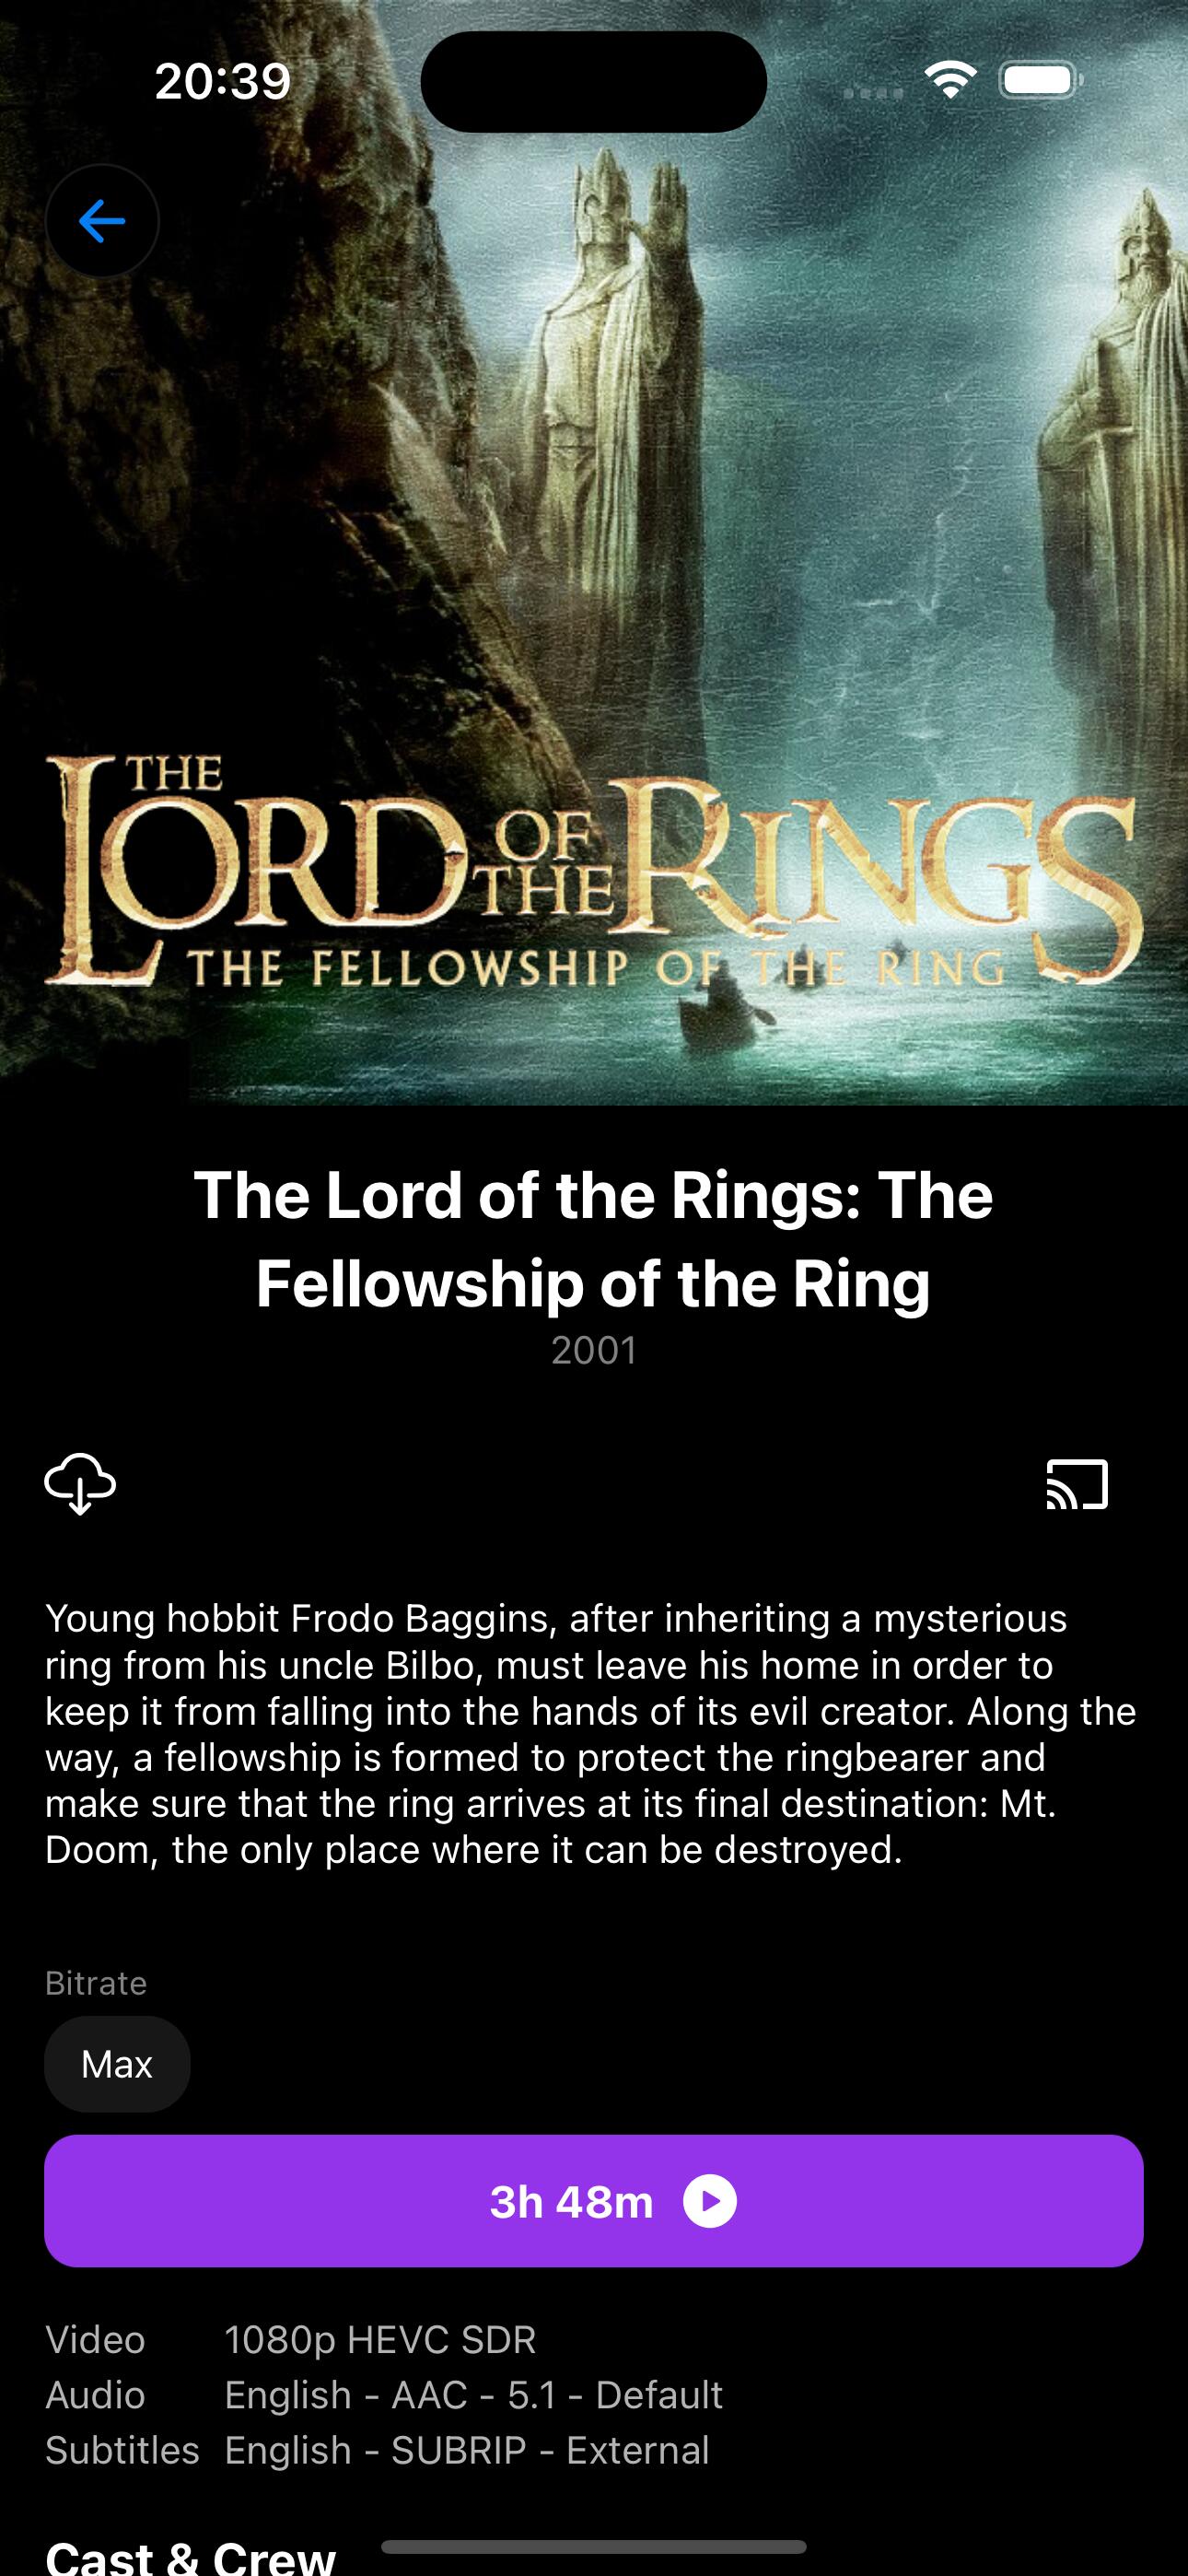 20:39
THE
LORD OF THE RINGS
THE FELLOWSHIP OF THE RING
The Lord of the Rings: The
Fellowship of the Ring
2001
Young hobbit Frodo Baggins, after inheriting a mysterious
ring from his uncle Bilbo, must leave his home in order to
keep it from falling into the hands of its evil creator. Along the
way, a fellowship is formed to protect the ringbearer and
make sure that the ring arrives at its final destination: Mt.
Doom, the only place where it can be destroyed.
Bitrate
Max
3h 48m
Video 1080p HEVC SDR
Audio English - AAC - 5.1 - Default
Subtitles English - SUBRIP - External
Cast & Crew